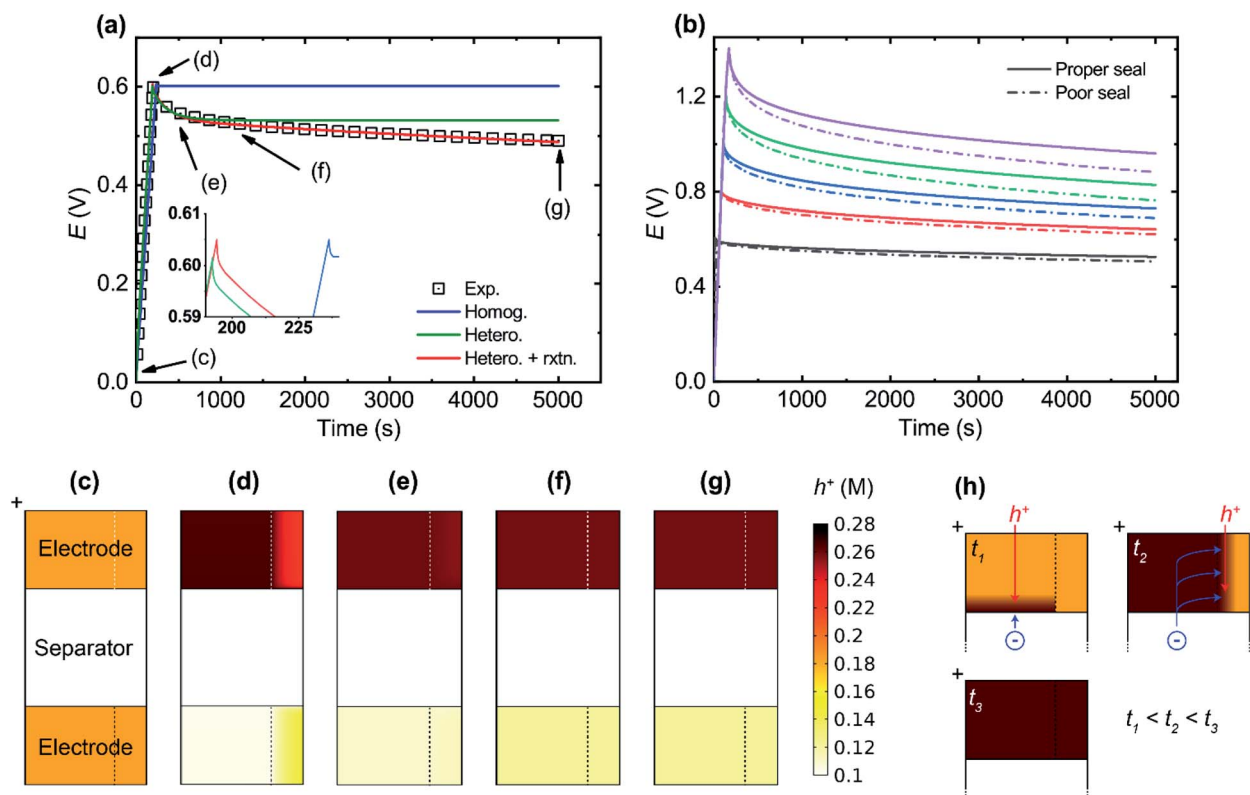 (a)
E (V)
0.6
0.4
0.2
0.0
(d)
(e)
(f)
(g)
(c)
0.61
0.60
0.59
200
225
Exp.
Homog.
Hetero.
Hetero. + rxtn.
0
1000
2000
3000
4000
5000
Time (s)
(b)
E (V)
1.2
0.8
0.4
0.0
Proper seal
Poor seal
0
1000
2000
3000
4000
5000
Time (s)
(c)
+
Electrode
Separator
Electrode
(d)
(e)
(f)
(g)
h⁺ (M)
0.28
0.26
0.24
0.22
0.20
0.18
0.16
0.14
0.12
0.1
(h)
+
h⁺
t₁
-
+
h⁺
t₂
-
+
t₃
t₁ < t₂ < t₃